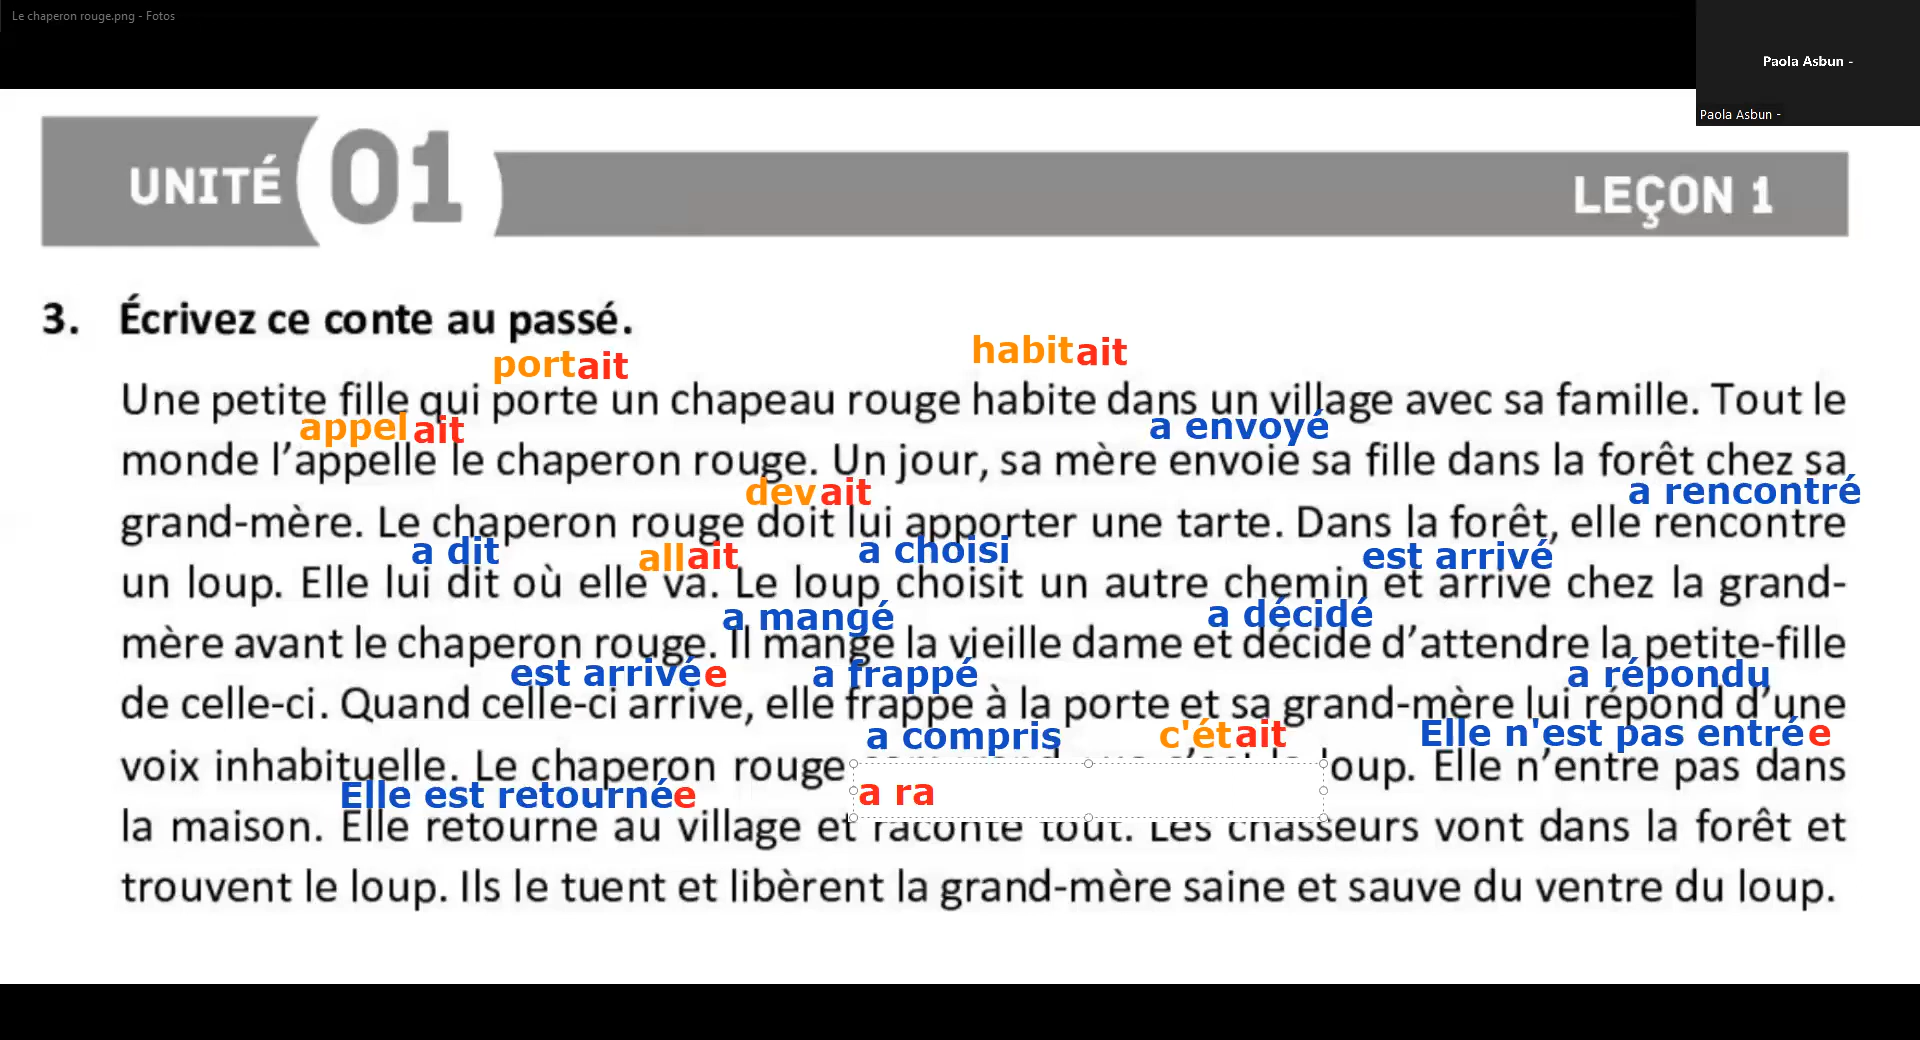 Le chaperon rouge.png - Fotos
Paola Asbun -
Paola Asbun -
UNITÉ 01 LEÇON 1
3. Écrivez ce conte au passé.
portait habitait
Une petite fille qui porte un chapeau rouge habite dans un village avec sa famille. Tout le
appelait a envoyé
monde l’appelle le chaperon rouge. Un jour, sa mère envoie sa fille dans la forêt chez sa
devait a rencontré
grand-mère. Le chaperon rouge doit lui apporter une tarte. Dans la forêt, elle rencontre
a dit allait a choisi est arrivé
un loup. Elle lui dit où elle va. Le loup choisit un autre chemin et arrive chez la grand-
a mangé a décidé
mère avant le chaperon rouge. Il mange la vieille dame et décide d’attendre la petite-fille
est arrivée a frappé a répondu
de celle-ci. Quand celle-ci arrive, elle frappe à la porte et sa grand-mère lui répond d’une
a compris c'était Elle n'est pas entrée
voix inhabituelle. Le chaperon rouge loup. Elle n’entre pas dans
Elle est retournée a ra
la maison. Elle retourne au village et raconte tout. Les chasseurs vont dans la forêt et
trouvent le loup. Ils le tuent et libèrent la grand-mère saine et sauve du ventre du loup.